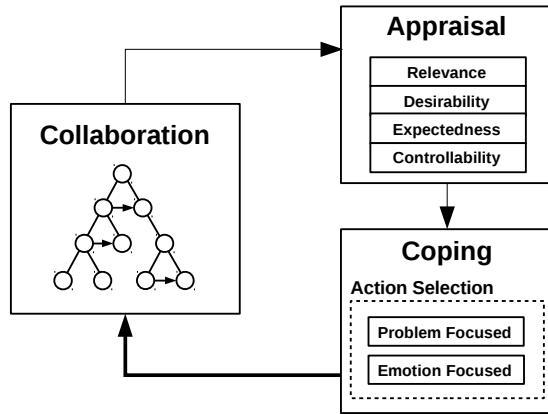 Appraisal
Relevance
Desirability
Expectedness
Controllability
Collaboration
Coping
Action Selection
Problem Focused
Emotion Focused